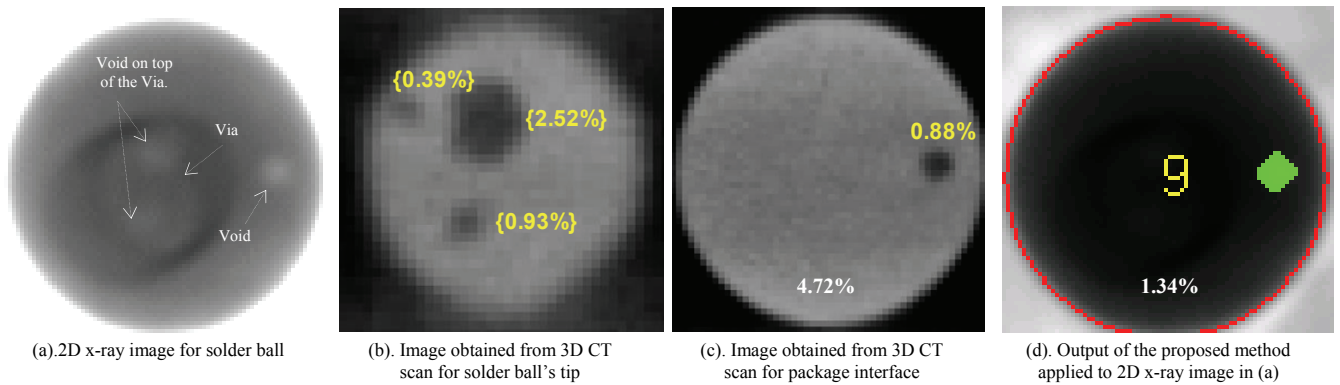 Void on top
of the Via.
Via
Void
{0.39%}
{2.52%}
{0.93%}
0.88%
4.72%
9
1.34%
(a).2D x-ray image for solder ball
(b). Image obtained from 3D CT
scan for solder ball's tip
(c). Image obtained from 3D CT
scan for package interface
(d). Output of the proposed method
applied to 2D x-ray image in (a)